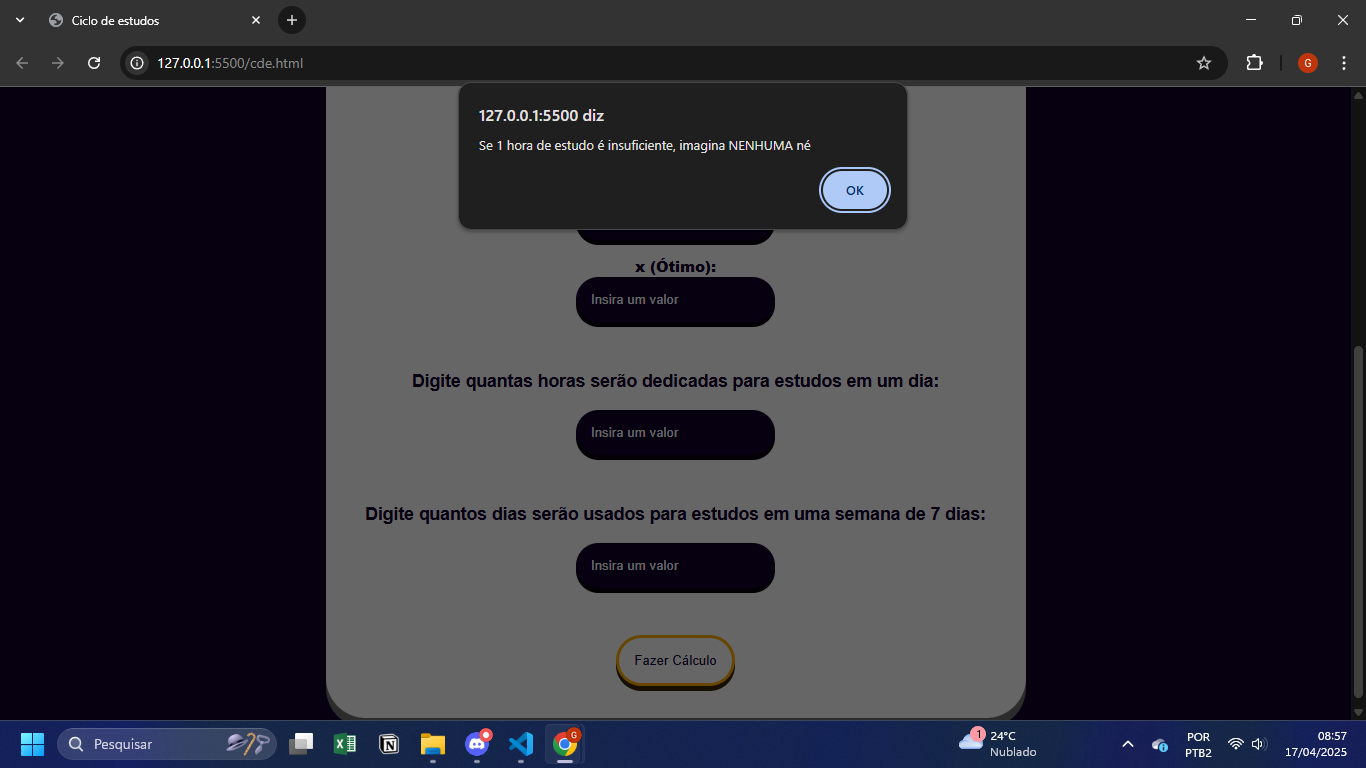 Ciclo de estudos
127.0.0.1:5500/cde.html
G
127.0.0.1:5500 diz
Se 1 hora de estudo é insuficiente, imagina NENHUMA né
OK
x (Ótimo):
Insira um valor
Digite quantas horas serão dedicadas para estudos em um dia:
Insira um valor
Digite quantos dias serão usados para estudos em uma semana de 7 dias:
Insira um valor
Fazer Cálculo
Pesquisar
G
1
24°C
Nublado
POR
PTB2
08:57
17/04/2025